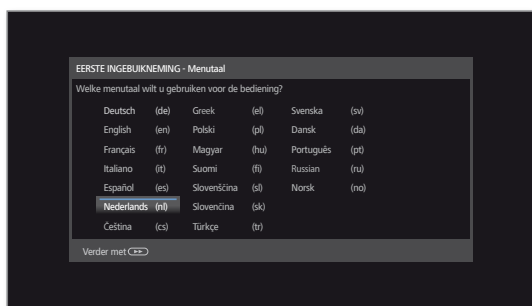 EERSTE INGEBUIKNEMING - Menutaal
Welke menutaal wilt u gebruiken voor de bediening?
Deutsch (de) Greek (el) Svenska (sv)
English (en) Polski (pl) Dansk (da)
Français (fr) Magyar (hu) Português (pt)
Italiano (it) Suomi (fi) Russian (ru)
Español (es) Slovenščina (sl) Norsk (no)
Nederlands (nl) Slovenčina (sk)
Čeština (cs) Türkçe (tr)
Verder met